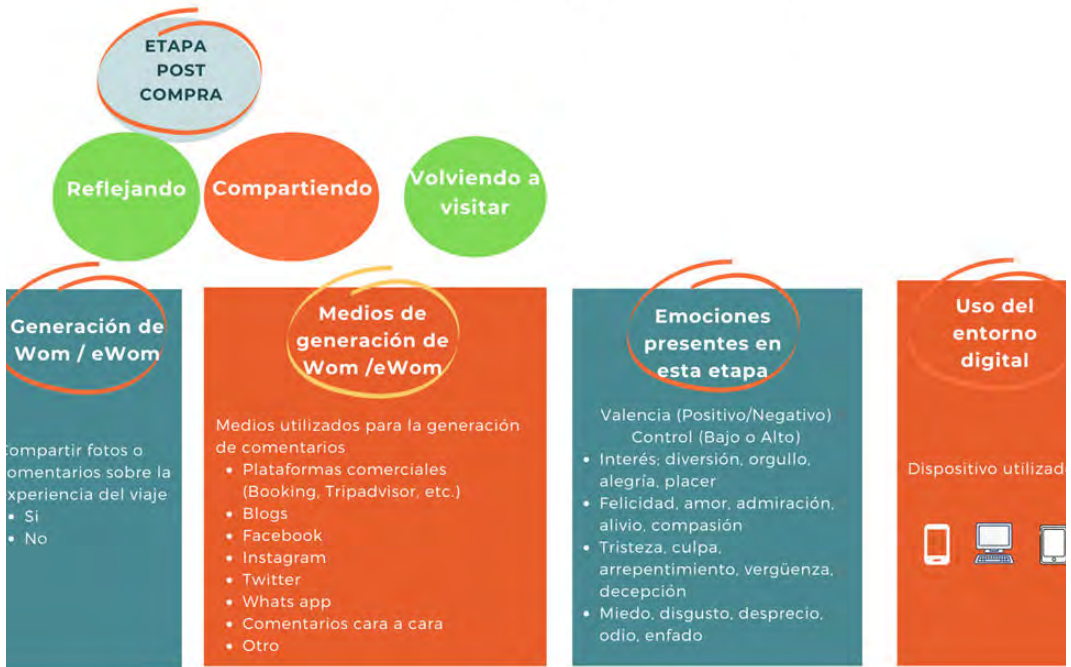 ETAPA
POST
COMPRA
Reflejando
Compartiendo
Volviendo a
visitar
Generación de
Wom / eWom
ompartir fotos o
omentarios sobre la
xperiencia del viaje
• Si
• No
Medios de
generación de
Wom /eWom
Medios utilizados para la generación
de comentarios
• Plataformas comerciales
(Booking, Tripadvisor, etc.)
• Blogs
• Facebook
• Instagram
• Twitter
• Whats app
• Comentarios cara a cara
• Otro
Emociones
presentes en
esta etapa
Valencia (Positivo/Negativo)
Control (Bajo o Alto)
• Interés; diversión, orgullo,
alegría, placer
• Felicidad, amor, admiración,
alivio, compasión
• Tristeza, culpa,
arrepentimiento, vergüenza,
decepción
• Miedo, disgusto, desprecio,
odio, enfado
Uso del
entorno
digital
Dispositivo utilizad